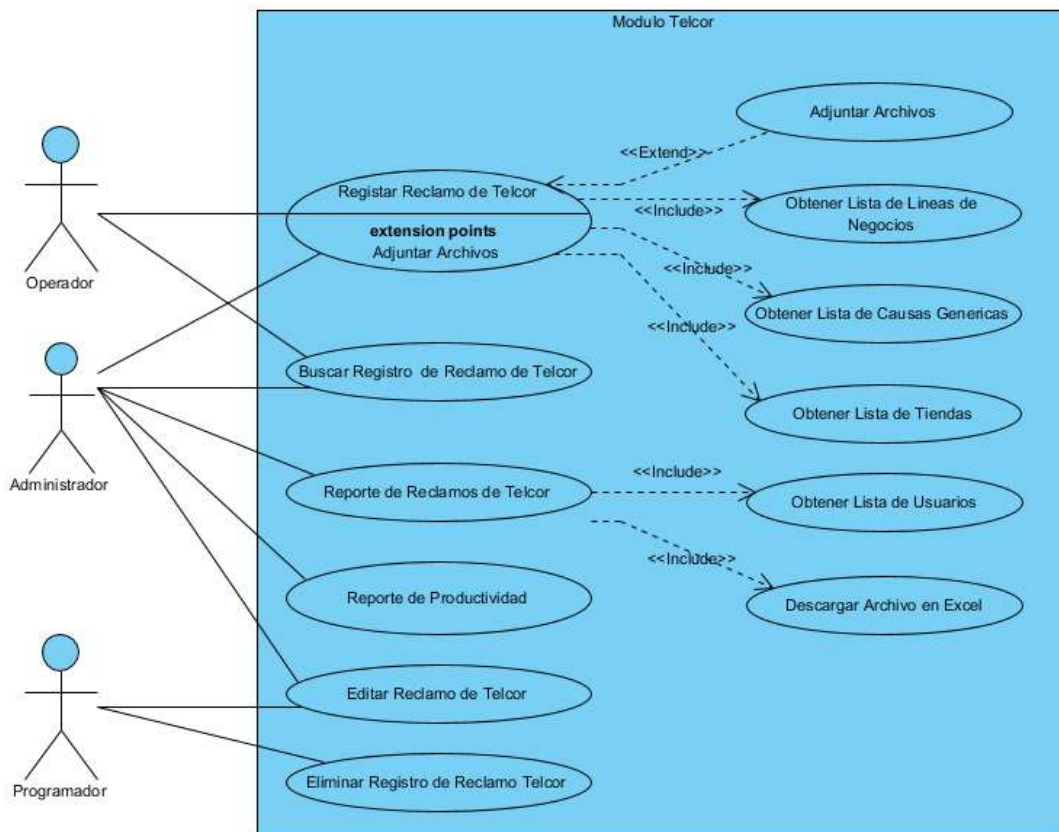 Modulo Telcor
Adjuntar Archivos
<<Extend>>
Registar Reclamo de Telcor
extension points
Adjuntar Archivos
<<Include>>
Obtener Lista de Lineas de
Negocios
Operador
<<Include>>
Obtener Lista de Causas Genericas
<<Include>>
Buscar Registro de Reclamo de Telcor
Obtener Lista de Tiendas
Administrador
Reporte de Reclamos de Telcor
<<Include>>
Obtener Lista de Usuarios
<<Include>>
Reporte de Productividad
Descargar Archivo en Excel
Editar Reclamo de Telcor
Programador
Eliminar Registro de Reclamo Telcor